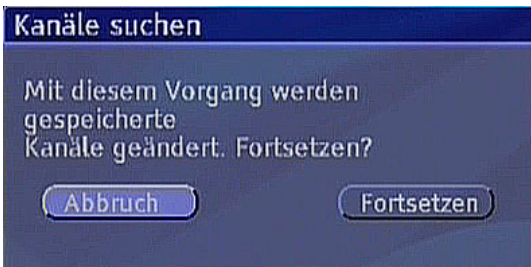 Kanäle suchen
Mit diesem Vorgang werden
gespeicherte
Kanäle geändert. Fortsetzen?
Abbruch
Fortsetzen